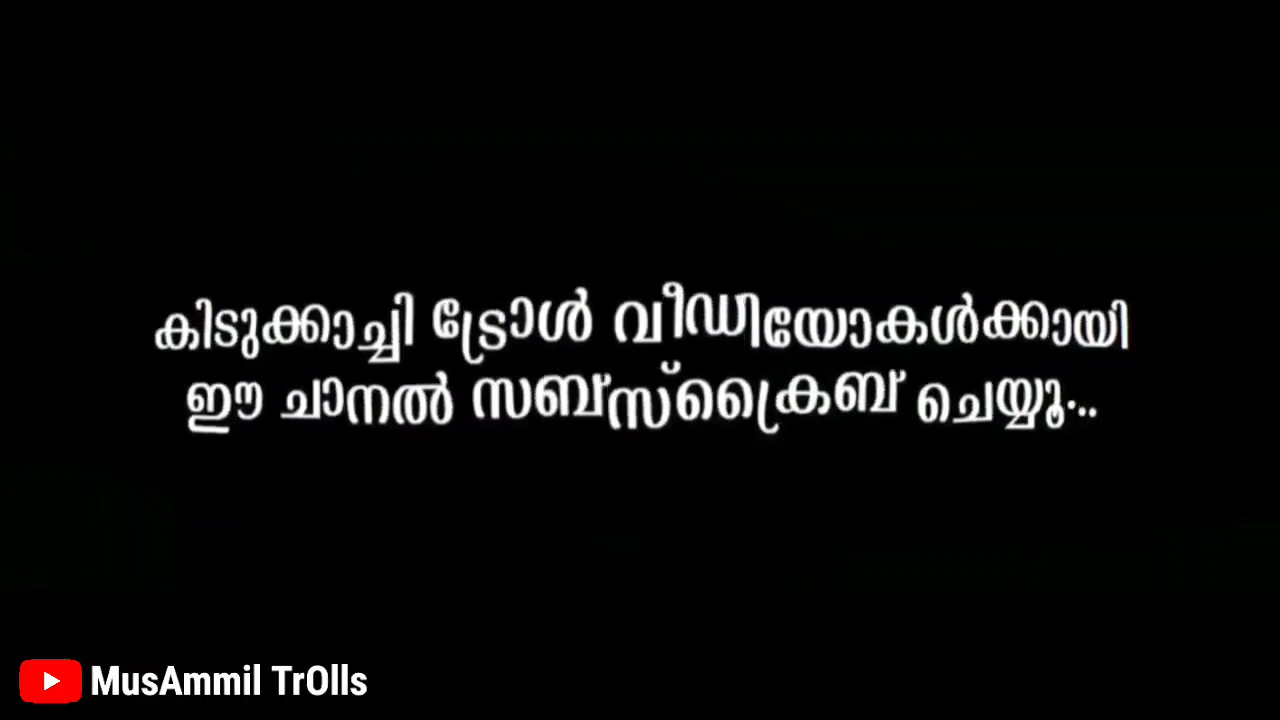 കിടുക്കാച്ചി ട്രോൾ വീഡിയോകൾക്കായി
ഈ ചാനൽ സബ്സ്ക്രൈബ് ചെയ്യൂ...
MusAmmil TrOlls